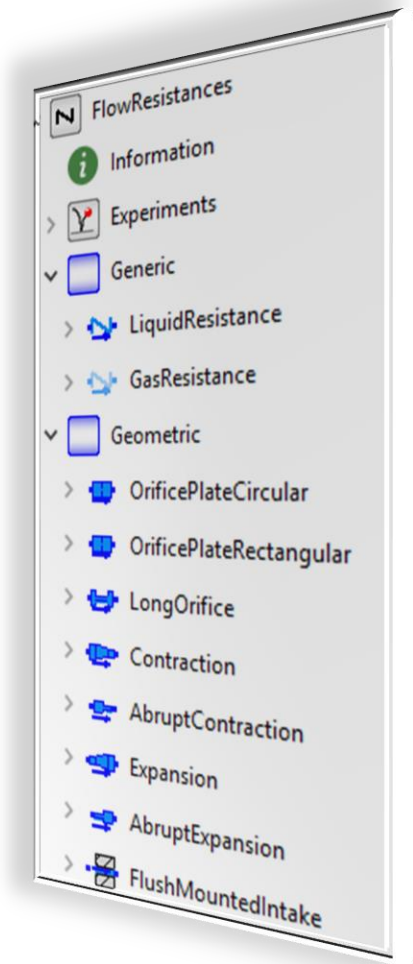 N FlowResistances
i Information
Experiments
Generic
LiquidResistance
GasResistance
Geometric
OrificePlateCircular
OrificePlateRectangular
LongOrifice
Contraction
AbruptContraction
Expansion
AbruptExpansion
FlushMountedIntake